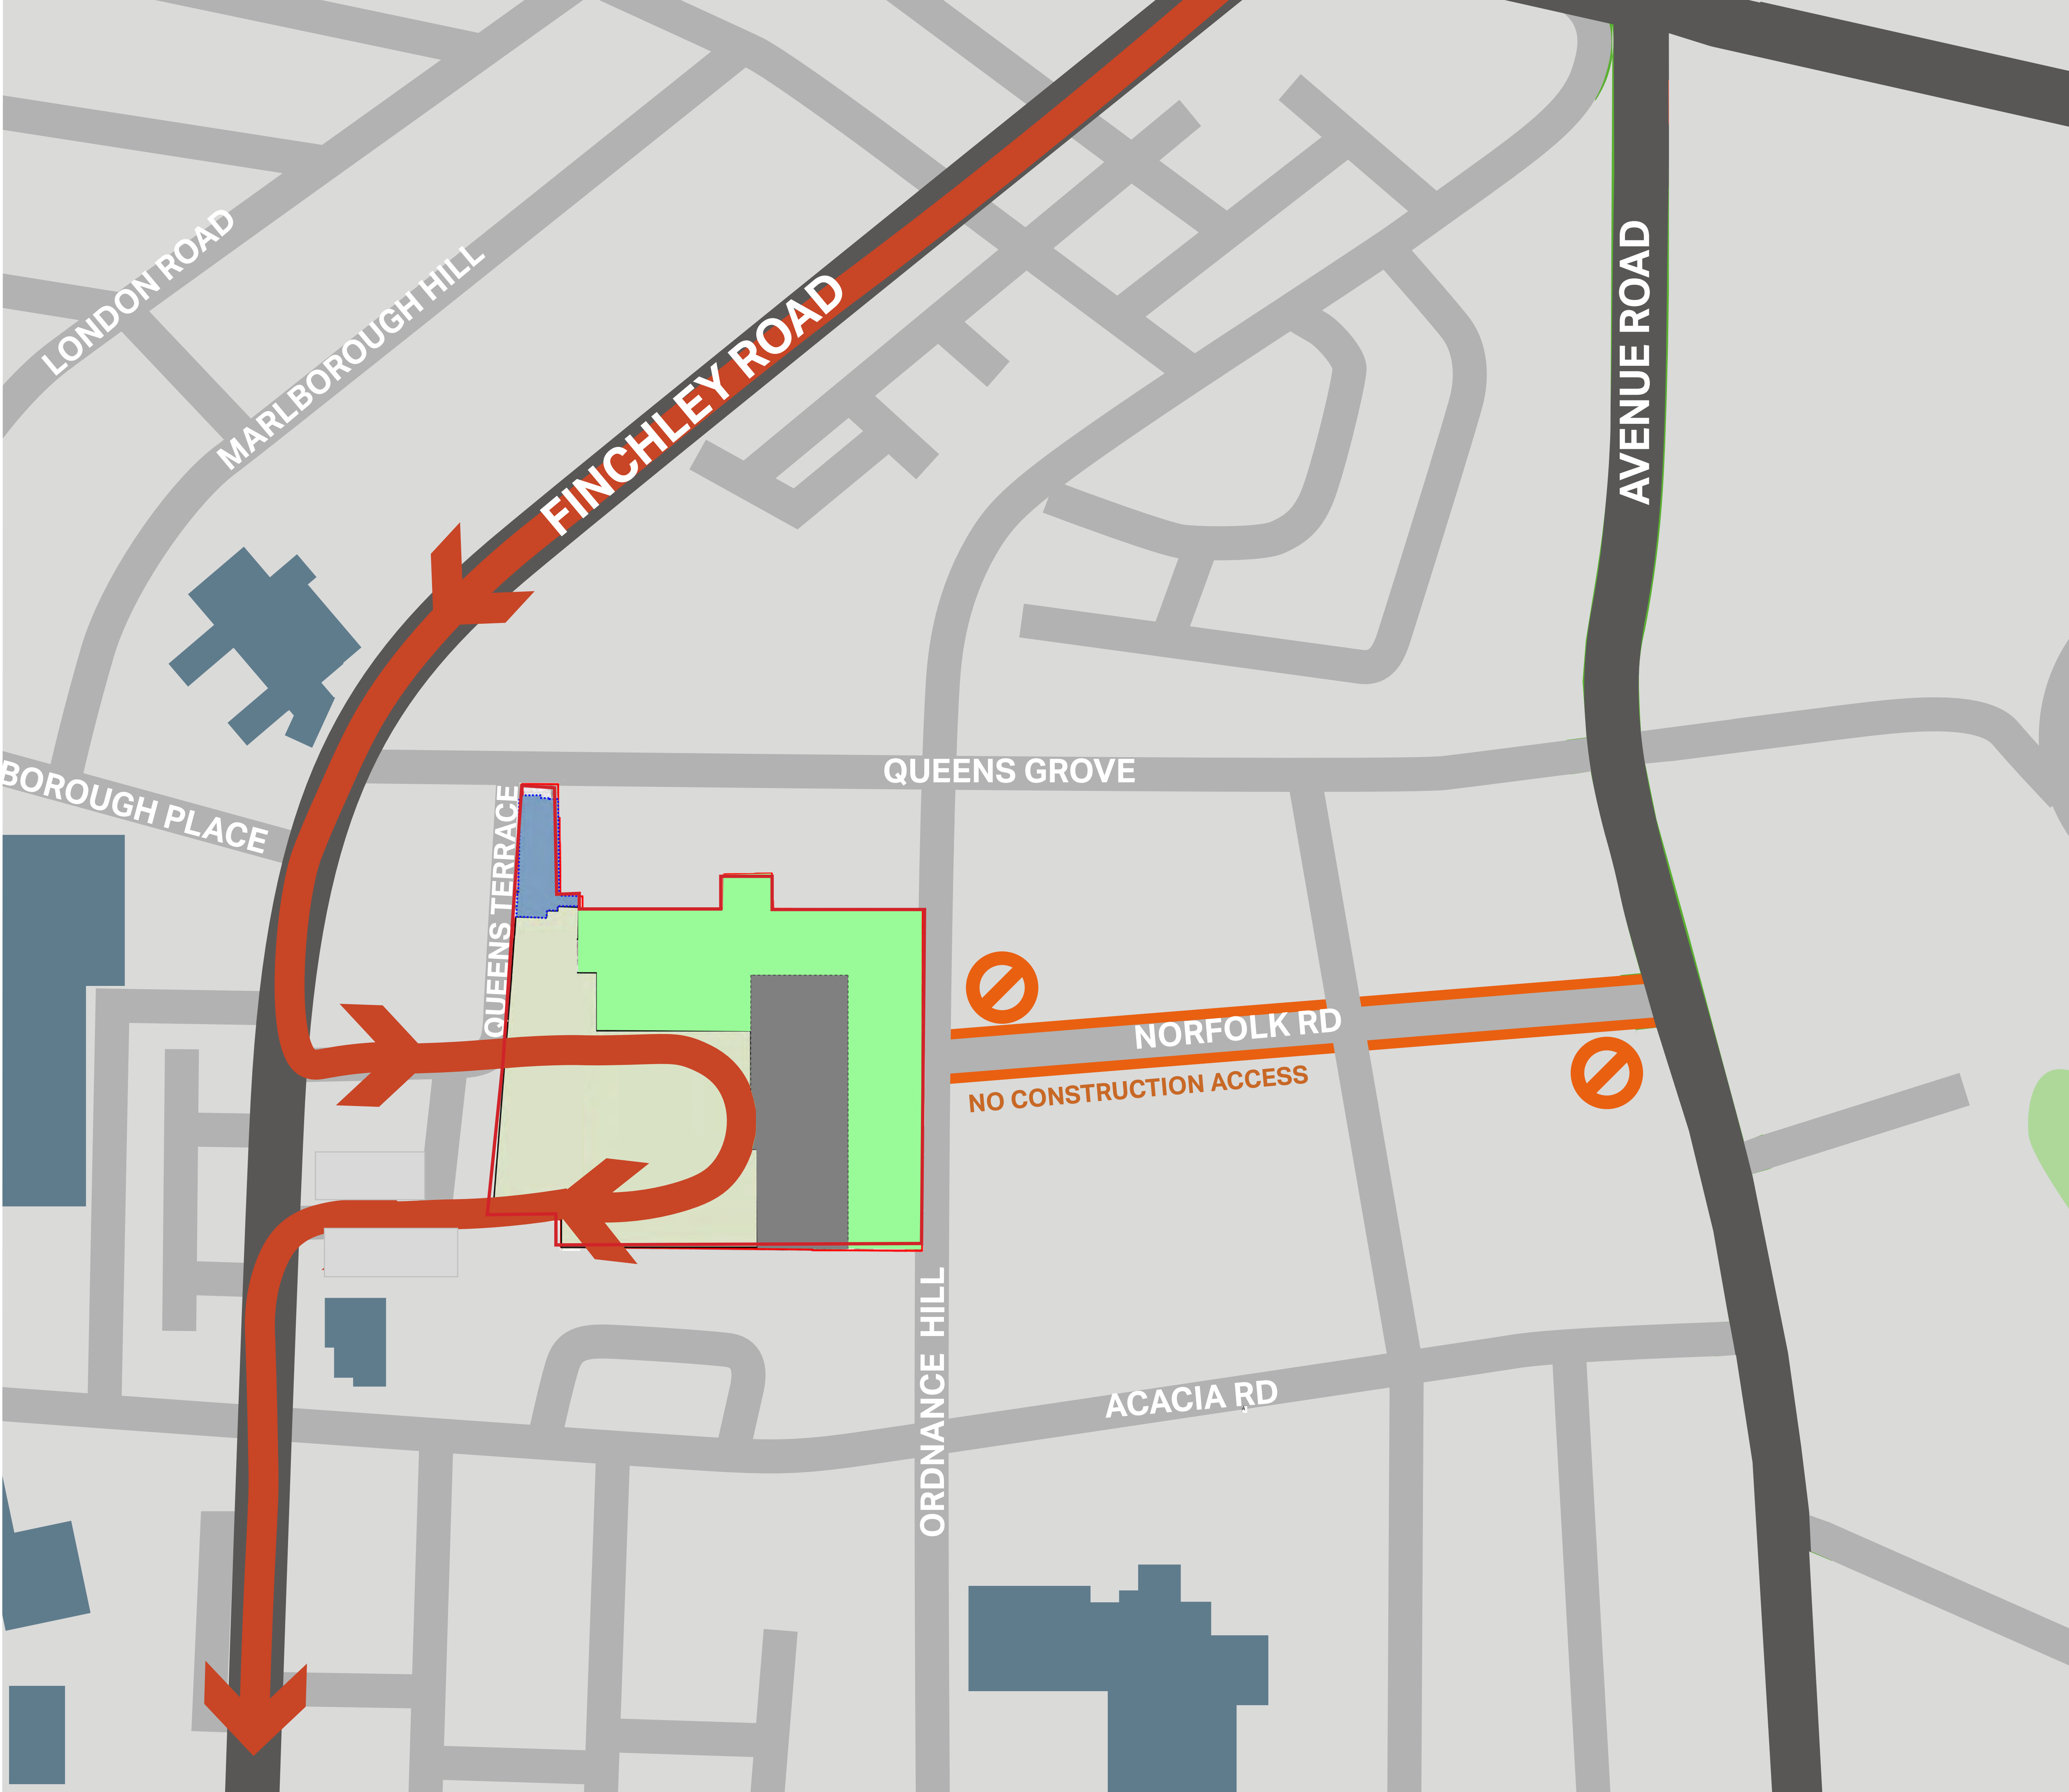 LONDON ROAD
MARLBOROUGH HILL
FINCHLEY ROAD
AVENUE ROAD
BOROUGH PLACE
QUEENS GROVE
QUEENS TERRACE
NORFOLK RD
NO CONSTRUCTION ACCESS
ORDNANCE HILL
ACACIA RD